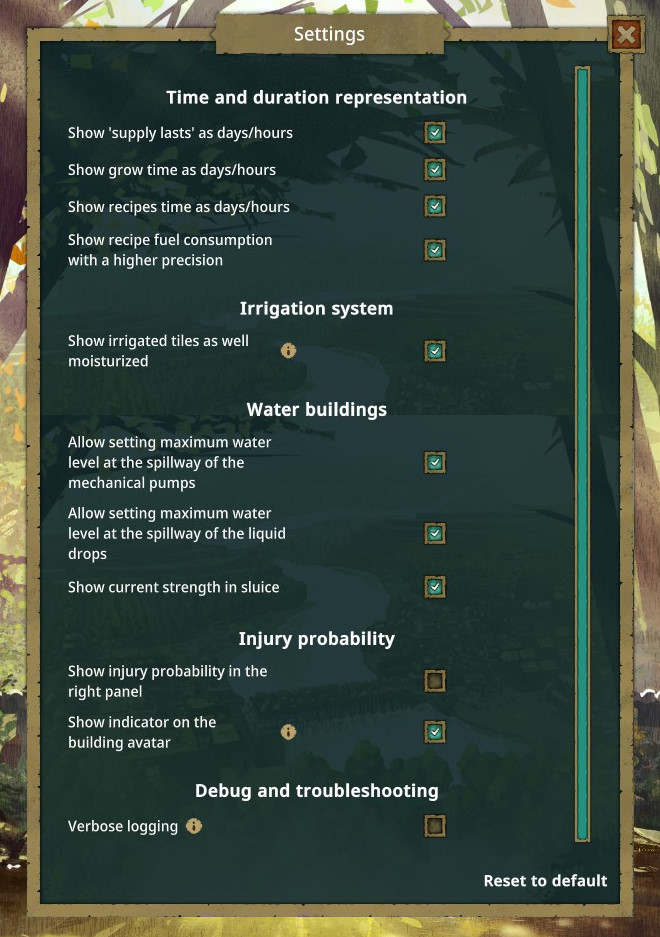 Settings
Time and duration representation
Show 'supply lasts' as days/hours
Show grow time as days/hours
Show recipes time as days/hours
Show recipe fuel consumption
with a higher precision
Irrigation system
Show irrigated tiles as well
moisturized
Water buildings
Allow setting maximum water
level at the spillway of the
mechanical pumps
Allow setting maximum water
level at the spillway of the liquid
drops
Show current strength in sluice
Injury probability
Show injury probability in the
right panel
Show indicator on the
building avatar
Debug and troubleshooting
Verbose logging
Reset to default